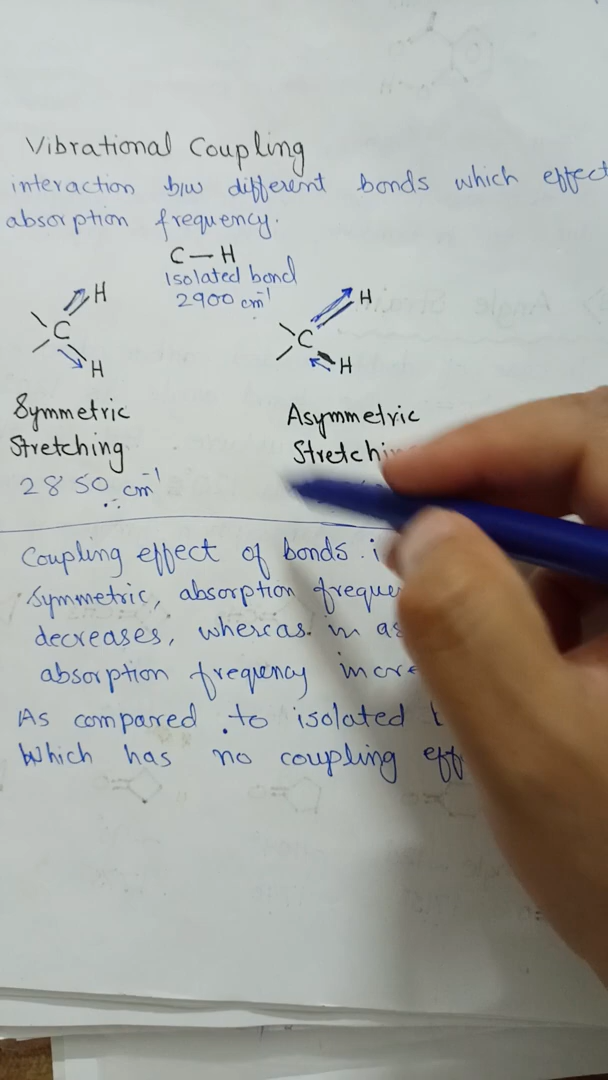 Vibrational Coupling
interaction b/w different bonds which effect
absorption frequency.
C—H
isolated bond
2900 cm⁻¹
H
C
H
H
C
H
Symmetric
Stretching
2850 cm⁻¹
Asymmetric
Coupling effect of bonds
Symmetric, absorption
decreases, whereas in
absorption frequency
As compared to isolated
Which has no coupling